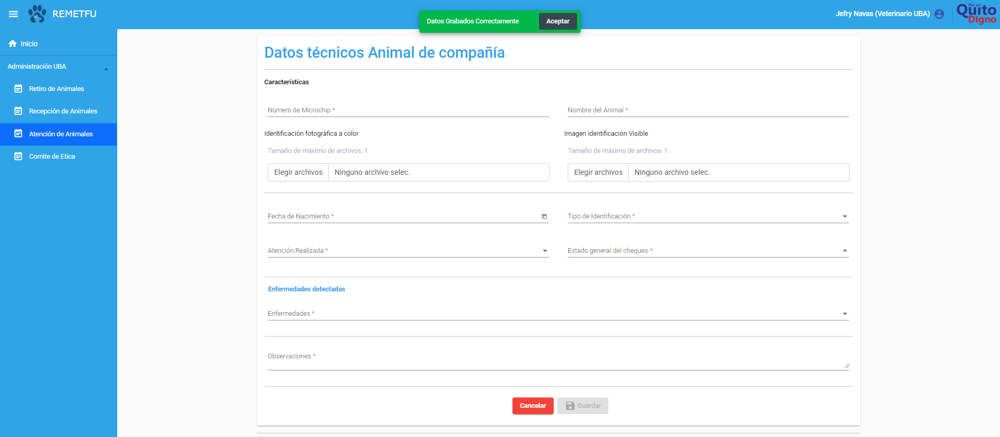 REMETFU
Datos Grabados Correctamente
Aceptar
Jefry Navas (Veterinario UBA)
Por un
Quito
Digno
Inicio
Administración UBA
Retiro de Animales
Recepción de Animales
Atención de Animales
Comite de Etica
Datos técnicos Animal de compañía
Características
Número de Microchip *
Nombre del Animal *
Identificación fotográfica a color
Imagen identificación Visible
Tamaño de máximo de archivos: 1
Tamaño de máximo de archivos: 1
Elegir archivos Ninguno archivo selec.
Elegir archivos Ninguno archivo selec.
Fecha de Nacimiento *
Tipo de Identificación *
Atención Realizada *
Estado general del chequeo *
Enfermedades detectadas
Enfermedades *
Observaciones *
Cancelar
Guardar